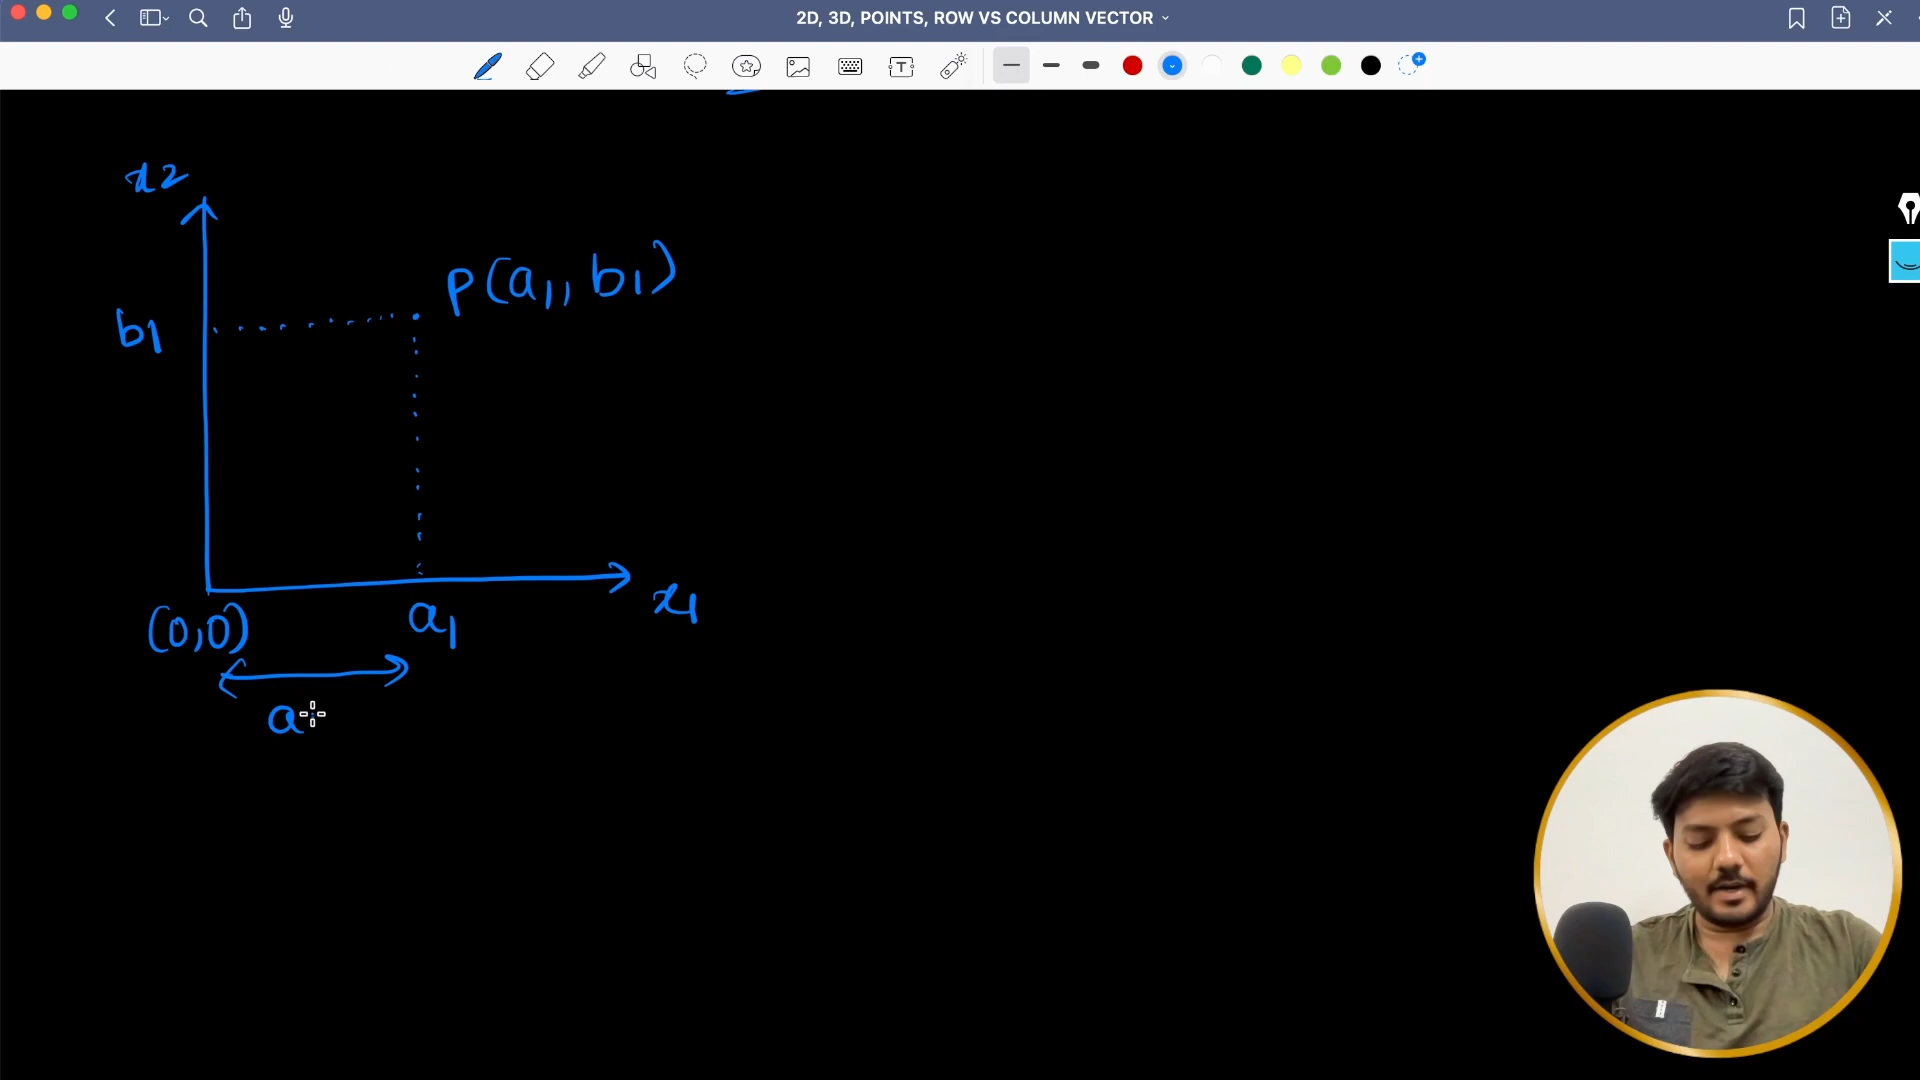 2D, 3D, POINTS, ROW VS COLUMN VECTOR
x2
p(a1, b1)
b1
x1
(0,0)
a1
a